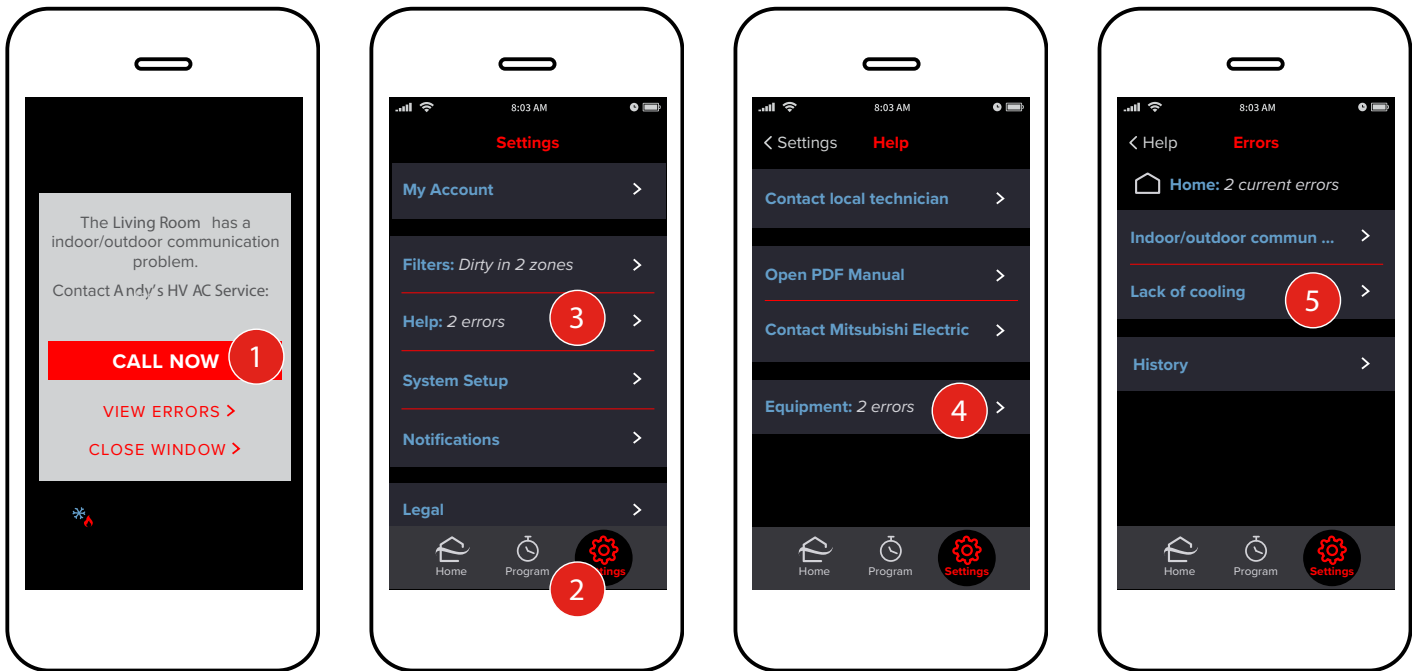 The Living Room has a
indoor/outdoor communication
problem.
Contact Andy's HV AC Service:
CALL NOW
1
VIEW ERRORS >
CLOSE WINDOW >
8:03 AM
Settings
My Account >
Filters: Dirty in 2 zones >
Help: 2 errors >
3
System Setup >
Notifications >
Legal >
Home
Program
Settings
2
8:03 AM
< Settings
Help
Contact local technician >
Open PDF Manual >
Contact Mitsubishi Electric >
Equipment: 2 errors >
4
Home
Program
Settings
8:03 AM
< Help
Errors
Home: 2 current errors
Indoor/outdoor commun ... >
Lack of cooling >
5
History >
Home
Program
Settings